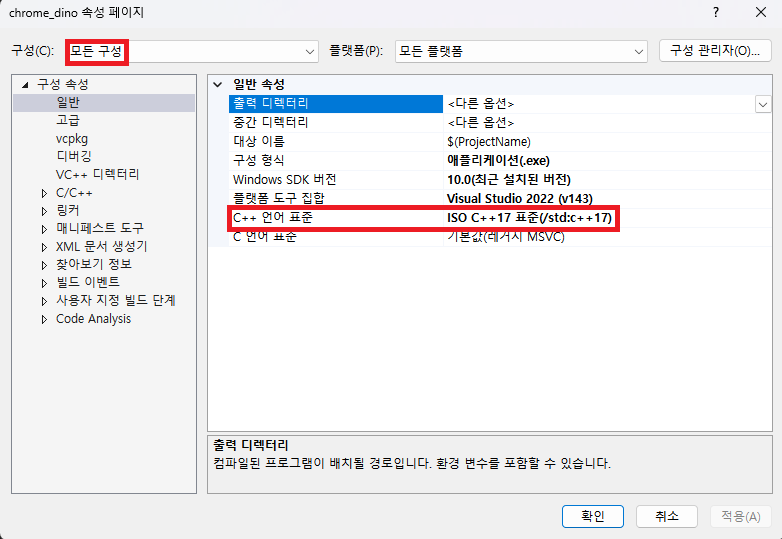 chrome_dino 속성 페이지
? ×
구성(C): 모든 구성 플랫폼(P): 모든 플랫폼 구성 관리자(O)...
구성 속성
일반
고급
vcpkg
디버깅
VC++ 디렉터리
C/C++
링커
매니페스트 도구
XML 문서 생성기
찾아보기 정보
빌드 이벤트
사용자 지정 빌드 단계
Code Analysis
일반 속성
출력 디렉터리 <다른 옵션>
중간 디렉터리 <다른 옵션>
대상 이름 $(ProjectName)
구성 형식 애플리케이션(.exe)
Windows SDK 버전 10.0(최근 설치된 버전)
플랫폼 도구 집합 Visual Studio 2022 (v143)
C++ 언어 표준 ISO C++17 표준(/std:c++17)
C 언어 표준 기본값(레거시 MSVC)
출력 디렉터리
컴파일된 프로그램이 배치될 경로입니다. 환경 변수를 포함할 수 있습니다.
확인 취소 적용(A)